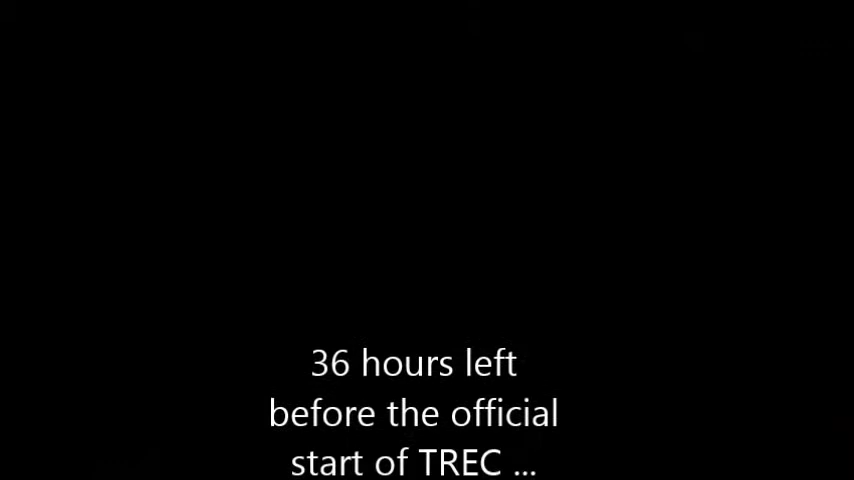 36 hours left
before the official
start of TREC ...